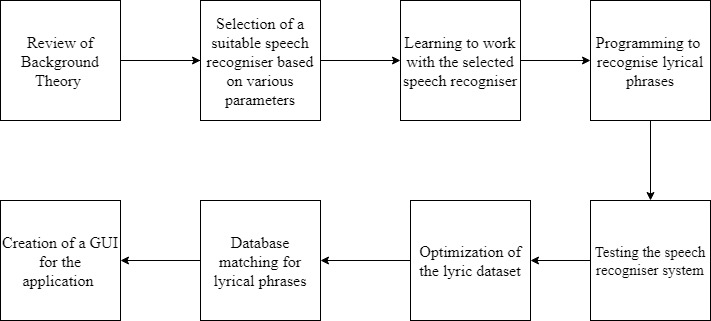 Review of
Background
Theory
Selection of a
suitable speech
recogniser based
on various
parameters
Learning to work
with the selected
speech recogniser
Programming to
recognise lyrical
phrases
Testing the speech
recogniser system
Optimization of
the lyric dataset
Database
matching for
lyrical phrases
Creation of a GUI
for the
application